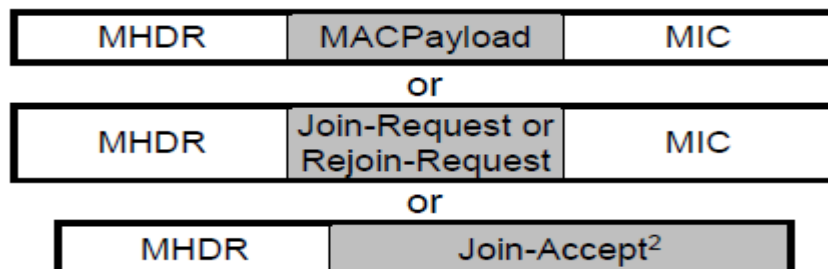 MHDR MACPayload MIC
or
MHDR Join-Request or Rejoin-Request MIC
or
MHDR Join-Accept²